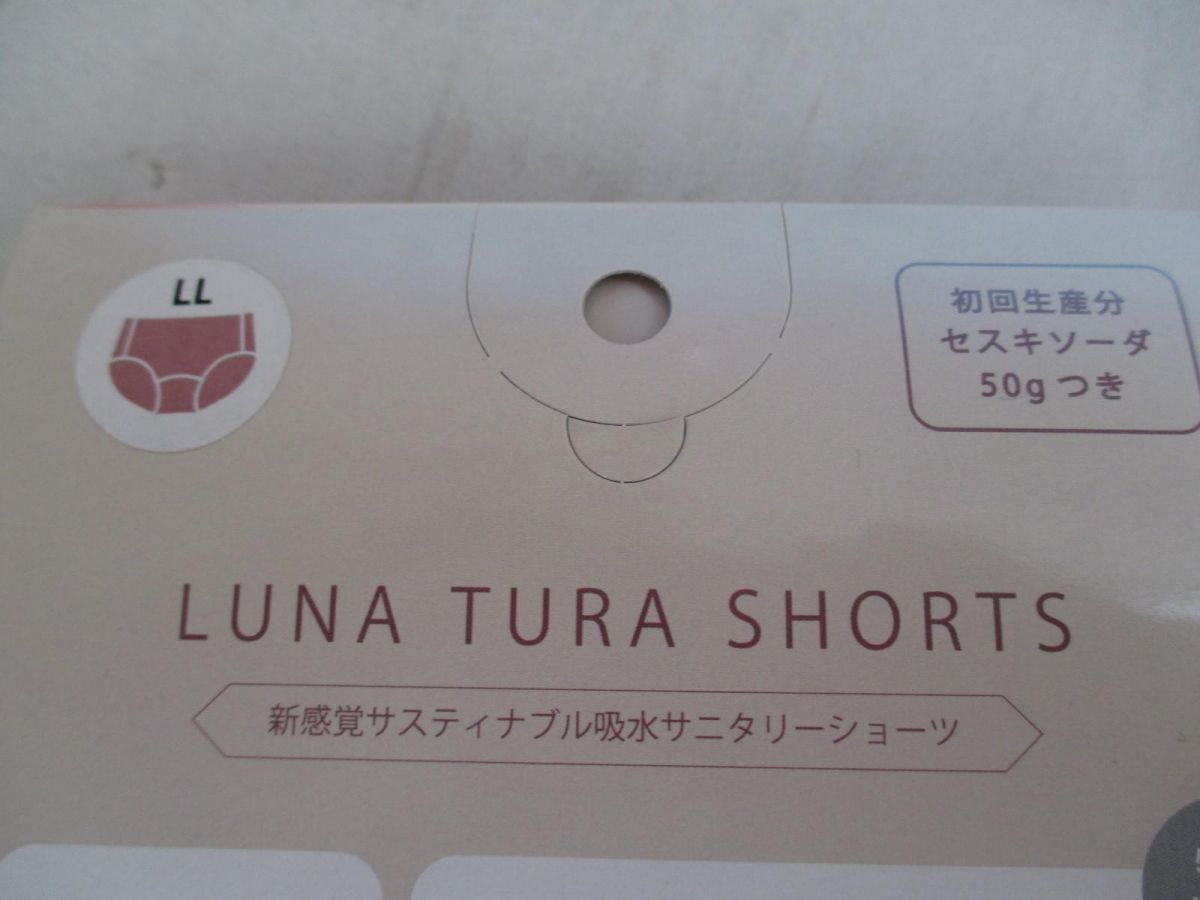 LL
初回生産分
セスキソーダ
50gつき
LUNA TURA SHORTS
新感覚サスティナブル吸水サニタリーショーツ